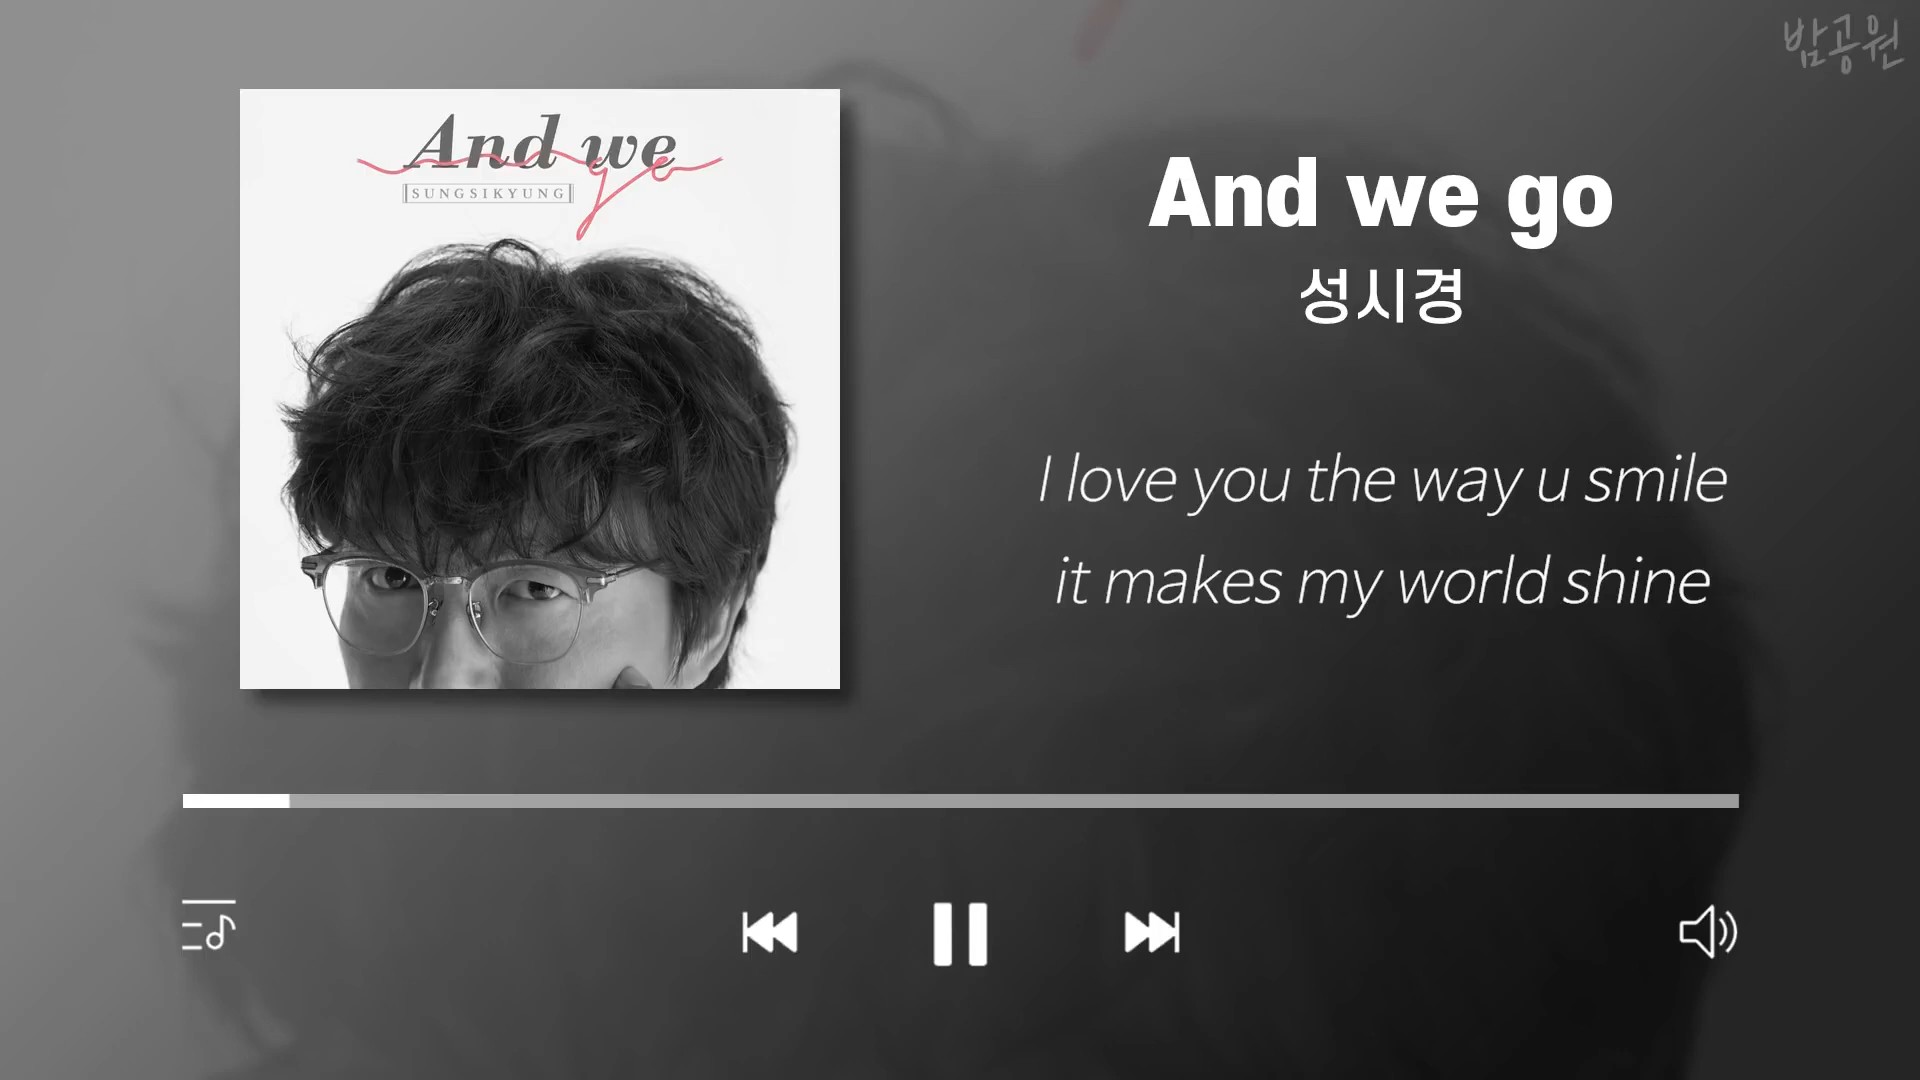 밤공원
And we
go
SUNGSIKYUNG
And we go
성시경
I love you the way u smile
it makes my world shine